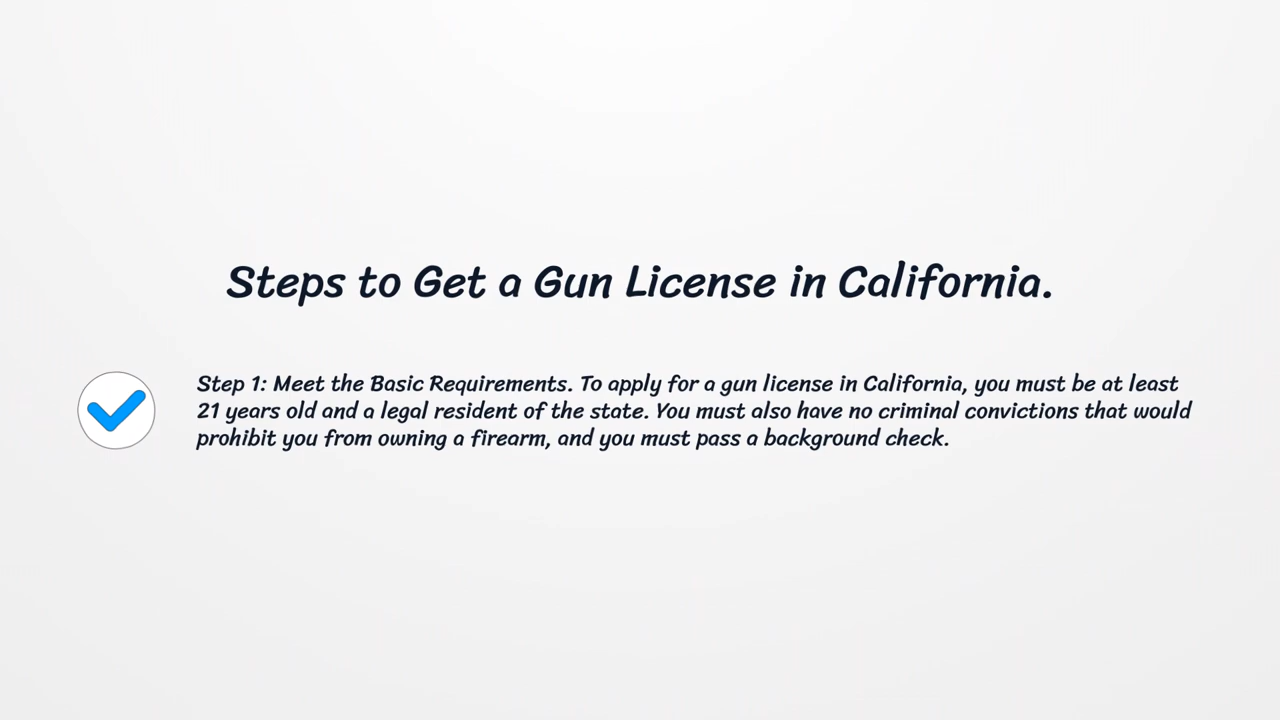 Steps to Get a Gun License in California.
Step 1: Meet the Basic Requirements. To apply for a gun license in California, you must be at least
21 years old and a legal resident of the state. You must also have no criminal convictions that would
prohibit you from owning a firearm, and you must pass a background check.